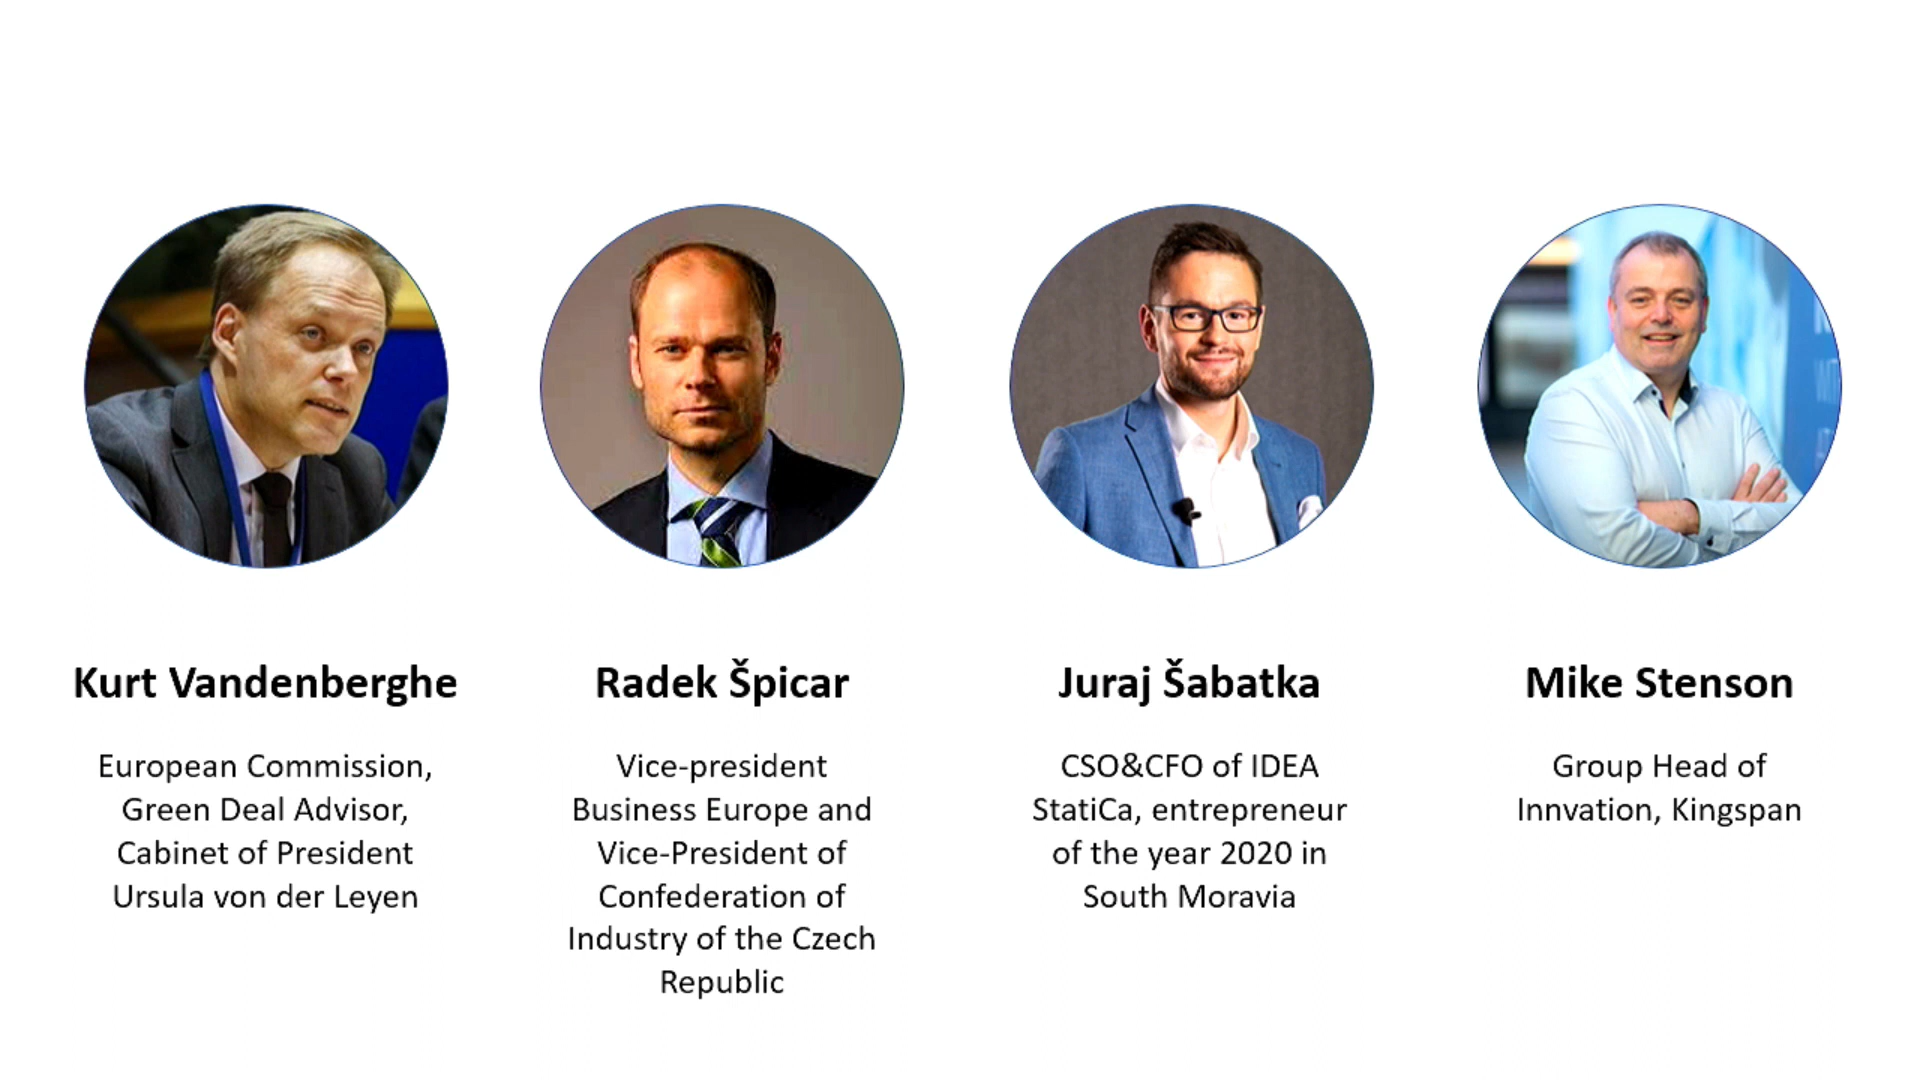 Kurt Vandenberghe
European Commission,
Green Deal Advisor,
Cabinet of President
Ursula von der Leyen
Radek Špicar
Vice-president
Business Europe and
Vice-President of
Confederation of
Industry of the Czech
Republic
Juraj Šabatka
CSO&CFO of IDEA
StatiCa, entrepreneur
of the year 2020 in
South Moravia
Mike Stenson
Group Head of
Innvation, Kingspan